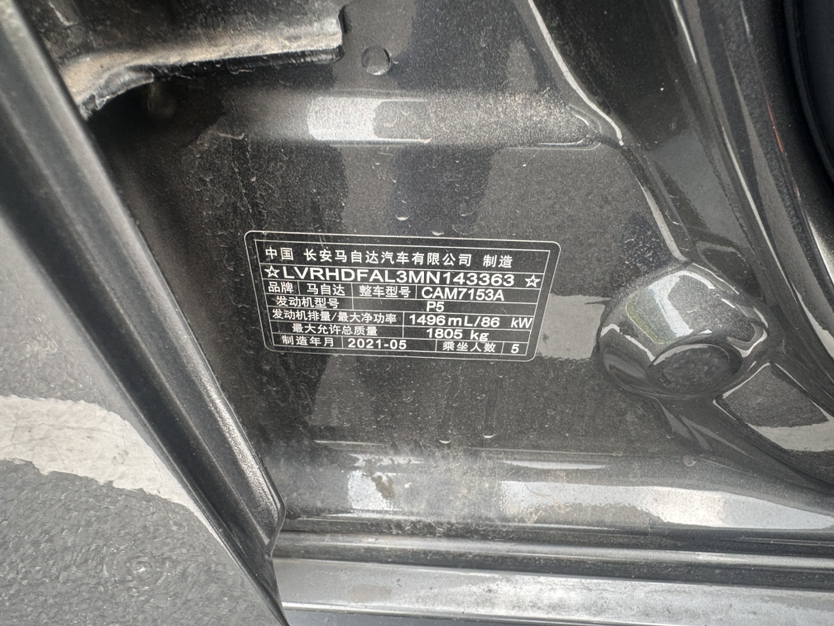 中国 长安马自达汽车有限公司 制造
☆LVRHDFAL3MN143363☆
品牌 马自达 整车型号 CAM7153A
发动机型号 P5
发动机排量/最大净功率 1496mL/86 kW
最大允许总质量 1805 kg
制造年月 2021-05 乘坐人数 5